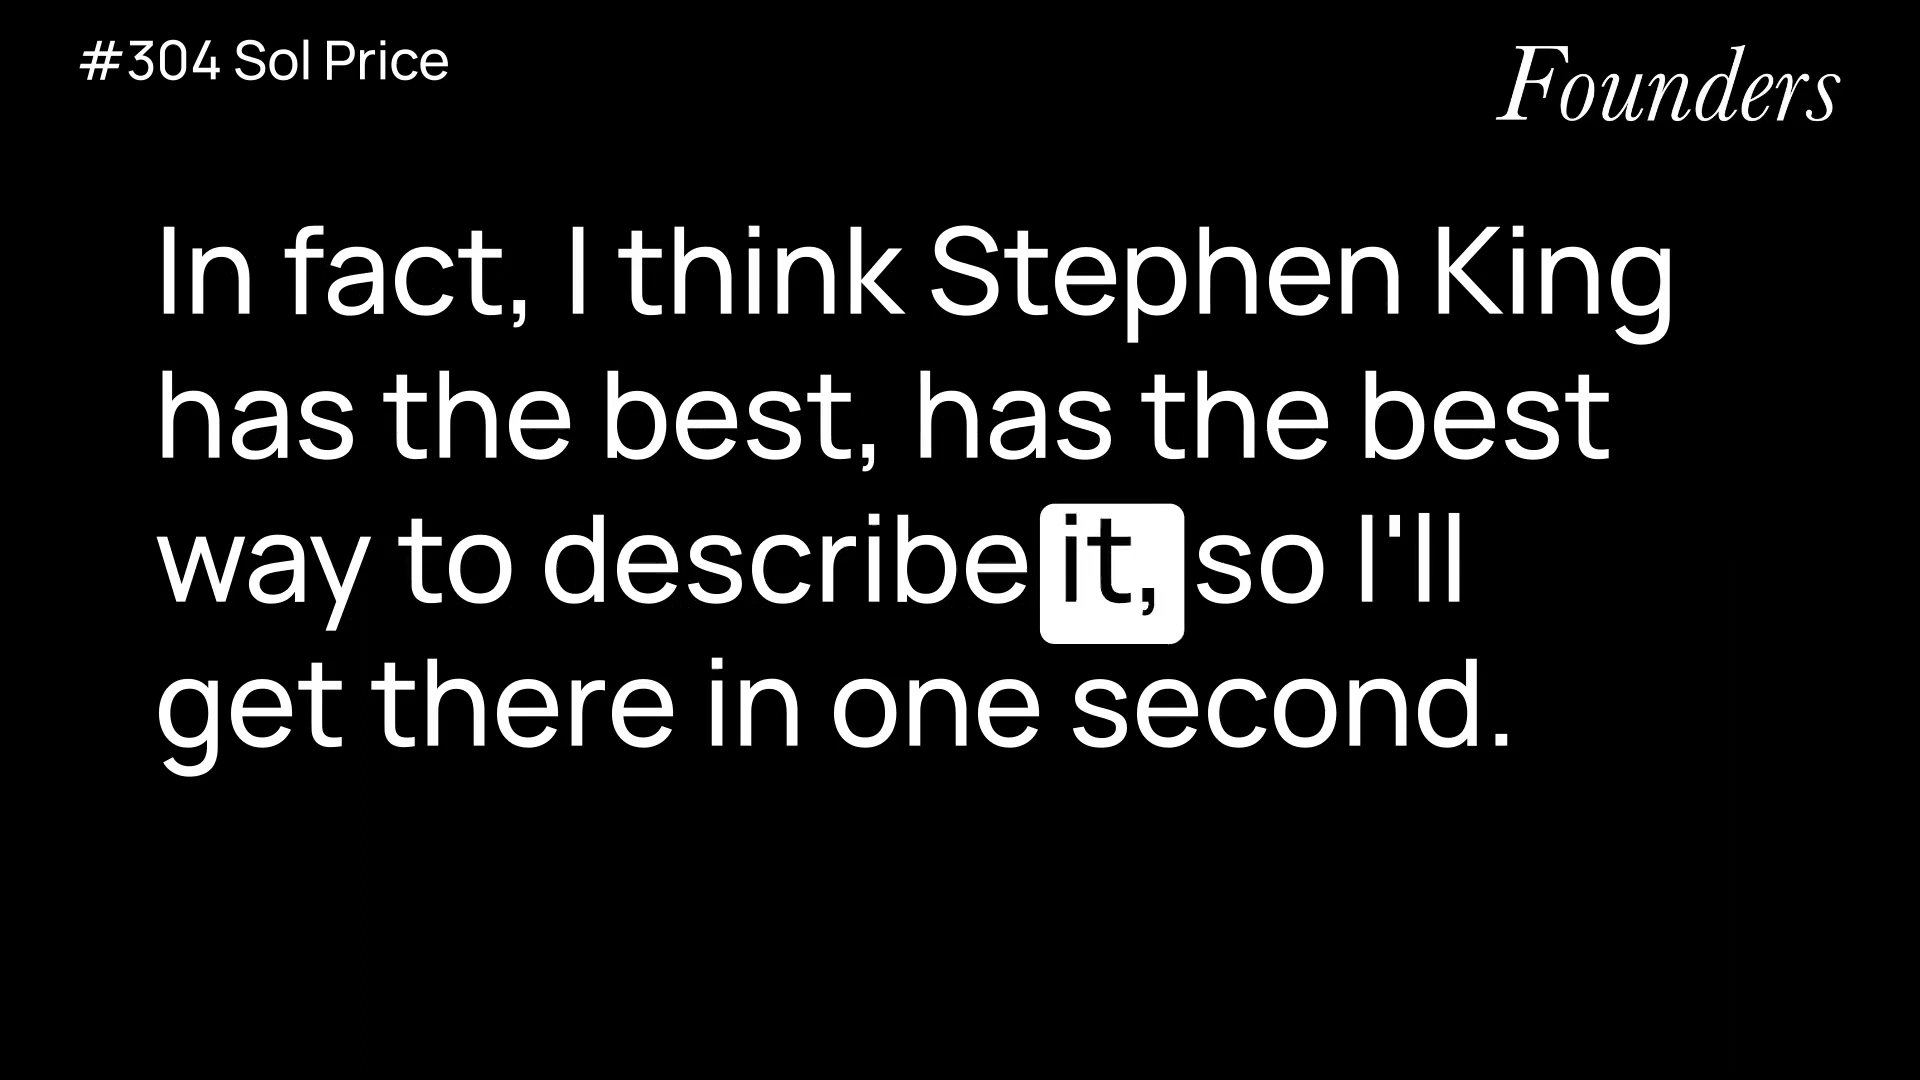 #304 Sol Price
Founders
In fact, I think Stephen King
has the best, has the best
way to describe it, so I'll
get there in one second.